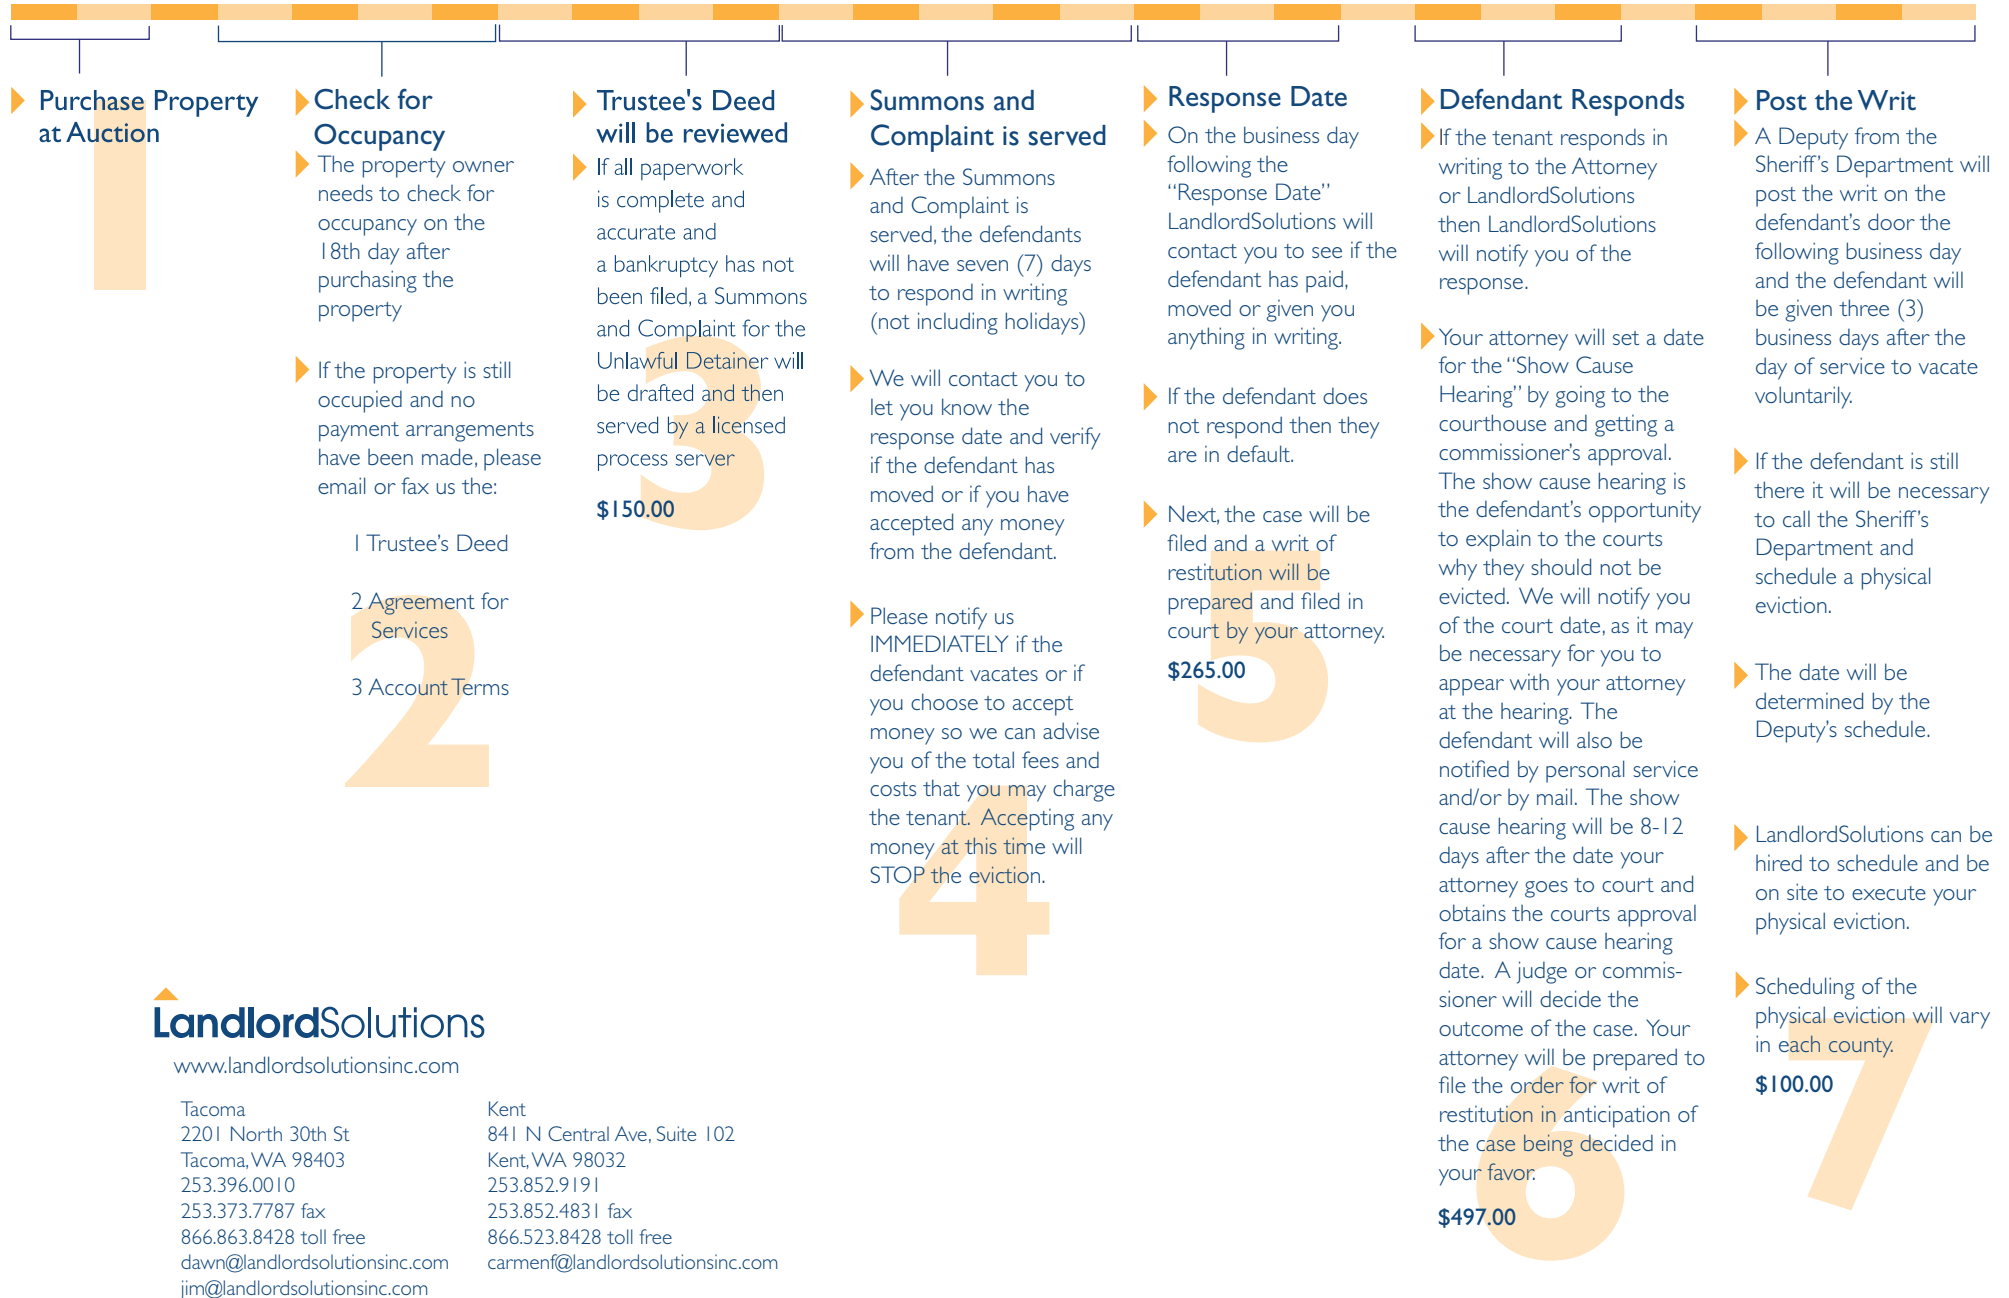 Purchase Property
at Auction
1
Check for
Occupancy
The property owner
needs to check for
occupancy on the
18th day after
purchasing the
property
If the property is still
occupied and no
payment arrangements
have been made, please
email or fax us the:
1 Trustee's Deed
2 Agreement for
Services
3 Account Terms
2
Trustee's Deed
will be reviewed
If all paperwork
is complete and
accurate and
a bankruptcy has not
been filed, a Summons
and Complaint for the
Unlawful Detainer will
be drafted and then
served by a licensed
process server
$150.00
3
Summons and
Complaint is served
After the Summons
and Complaint is
served, the defendants
will have seven (7) days
to respond in writing
(not including holidays)
We will contact you to
let you know the
response date and verify
if the defendant has
moved or if you have
accepted any money
from the defendant.
Please notify us
IMMEDIATELY if the
defendant vacates or if
you choose to accept
money so we can advise
you of the total fees and
costs that you may charge
the tenant. Accepting any
money at this time will
STOP the eviction.
4
Response Date
On the business day
following the
"Response Date"
LandlordSolutions will
contact you to see if the
defendant has paid,
moved or given you
anything in writing.
If the defendant does
not respond then they
are in default.
Next, the case will be
filed and a writ of
restitution will be
prepared and filed in
court by your attorney.
$265.00
5
Defendant Responds
If the tenant responds in
writing to the Attorney
or LandlordSolutions
then LandlordSolutions
will notify you of the
response.
Your attorney will set a date
for the "Show Cause
Hearing" by going to the
courthouse and getting a
commissioner's approval.
The show cause hearing is
the defendant's opportunity
to explain to the courts
why they should not be
evicted. We will notify you
of the court date, as it may
be necessary for you to
appear with your attorney
at the hearing. The
defendant will also be
notified by personal service
and/or by mail. The show
cause hearing will be 8-12
days after the date your
attorney goes to court and
obtains the courts approval
for a show cause hearing
date. A judge or commis-
sioner will decide the
outcome of the case. Your
attorney will be prepared to
file the order for writ of
restitution in anticipation of
the case being decided in
your favor.
$497.00
6
Post the Writ
A Deputy from the
Sheriff's Department will
post the writ on the
defendant's door the
following business day
and the defendant will
be given three (3)
business days after the
day of service to vacate
voluntarily.
If the defendant is still
there it will be necessary
to call the Sheriff's
Department and
schedule a physical
eviction.
The date will be
determined by the
Deputy's schedule.
LandlordSolutions can be
hired to schedule and be
on site to execute your
physical eviction.
Scheduling of the
physical eviction will vary
in each county.
$100.00
7
LandlordSolutions
www.landlordsolutionsinc.com
Tacoma
2201 North 30th St
Tacoma, WA 98403
253.396.0010
253.373.7787 fax
866.863.8428 toll free
dawn@landlordsolutionsinc.com
jim@landlordsolutionsinc.com
Kent
841 N Central Ave, Suite 102
Kent, WA 98032
253.852.9191
253.852.4831 fax
866.523.8428 toll free
carmenf@landlordsolutionsinc.com